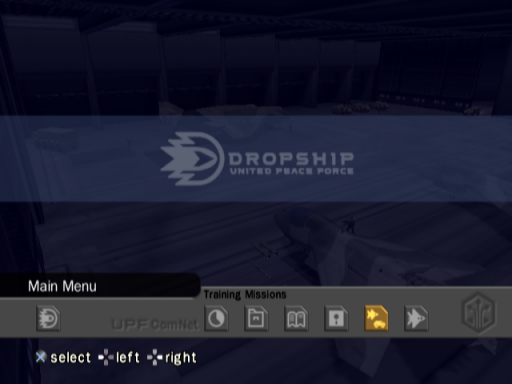 DROPSHIP
UNITED PEACE FORCE
Main Menu
Training Missions
UPF ComNet
select left right